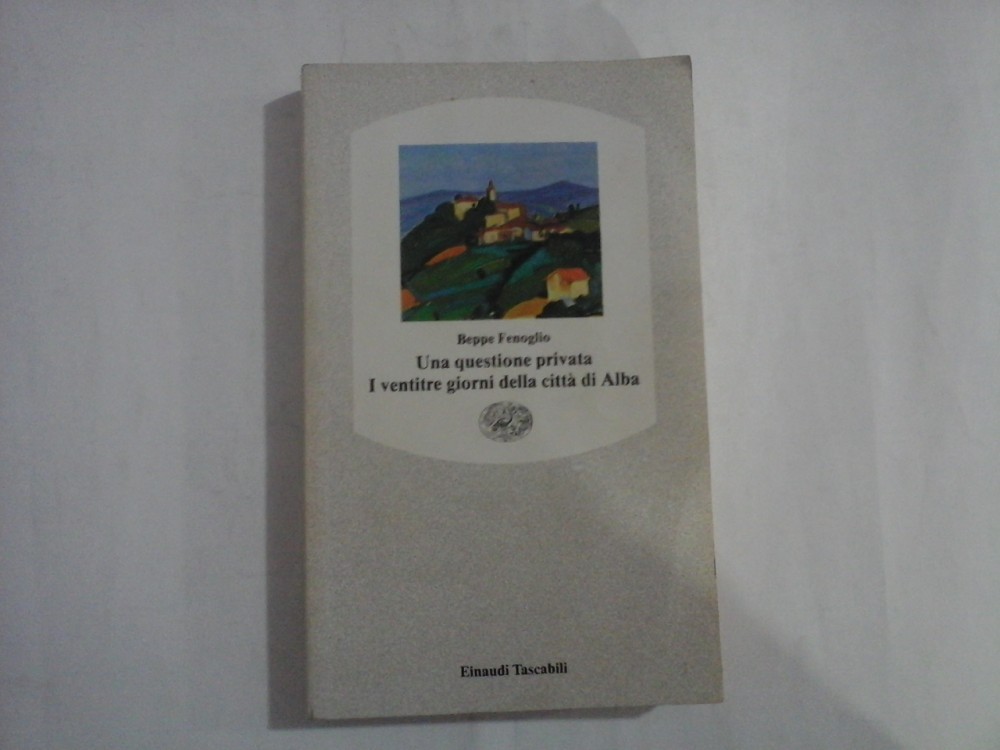 Beppe Fenoglio
Una questione privata
I ventitre giorni della città di Alba
Einaudi Tascabili